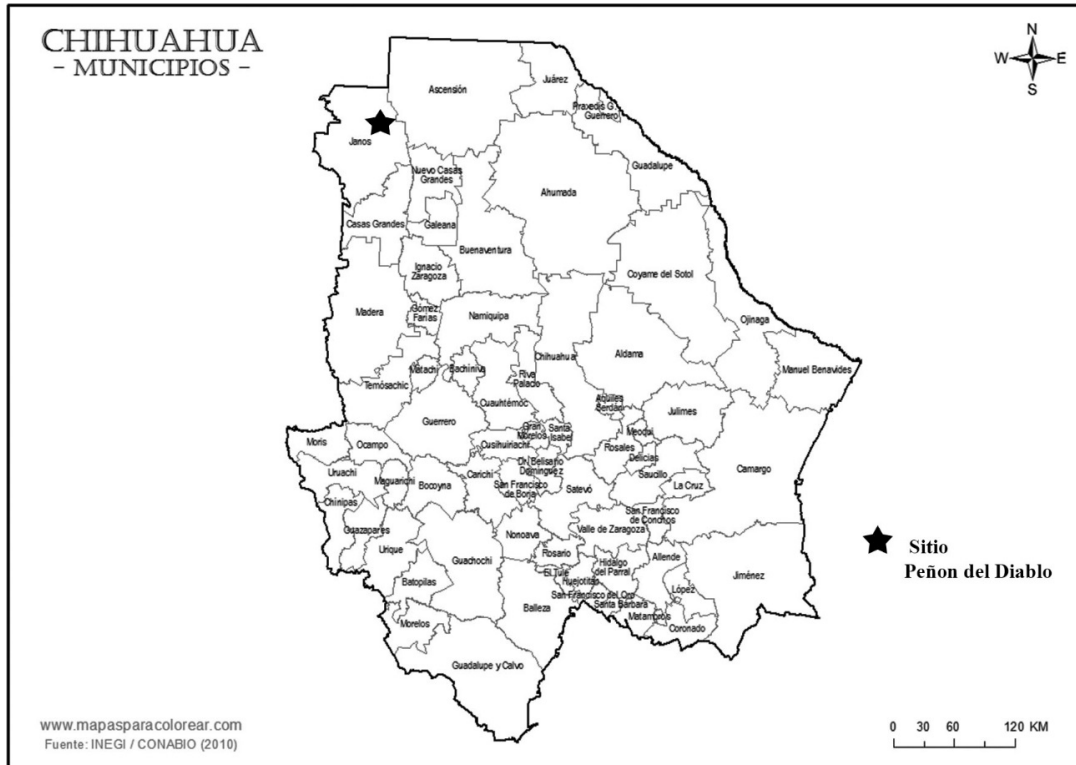 CHIHUAHUA
- MUNICIPIOS -
N
W E
S
Ascensión
Juárez
Praxedis G.
Guerrero
Janos
Guadalupe
Nuevo Casas
Grandes
Ahumada
Casas Grandes
Galeana
Buenaventura
Ignacio
Zaragoza
Coyame del Sotol
Madera
Gómez
Farías
Namiquipa
Ojinaga
Chihuahua
Aldama
Manuel Benavides
Matachí
Bachíniva
Riva
Palacio
Temósachic
Cuauhtémoc
Aquiles
Serdán
Julimes
Guerrero
Gran
Morelos
Santa
Isabel
Meoqui
Moris
Ocampo
Cusihuiriachi
Rosales
Delicias
Uruachi
Maguarichi
Bocoyna
Carichi
Dr. Belisario
Domínguez
San Francisco
de Borja
Satevó
Saucillo
La Cruz
Camargo
Chínipas
Guazapares
San Francisco
de Conchos
Valle de Zaragoza
Nonoava
Urique
Guachochi
Rosario
Hidalgo
del Parral
Allende
Jiménez
Batopilas
El Tule
Huejotitán
López
San Francisco del Oro
Santa Bárbara
Balleza
Matamoros
Coronado
Morelos
Guadalupe y Calvo
Sitio
Peñon del Diablo
www.mapasparacolorear.com
Fuente: INEGI / CONABIO (2010)
0 30 60 120 KM